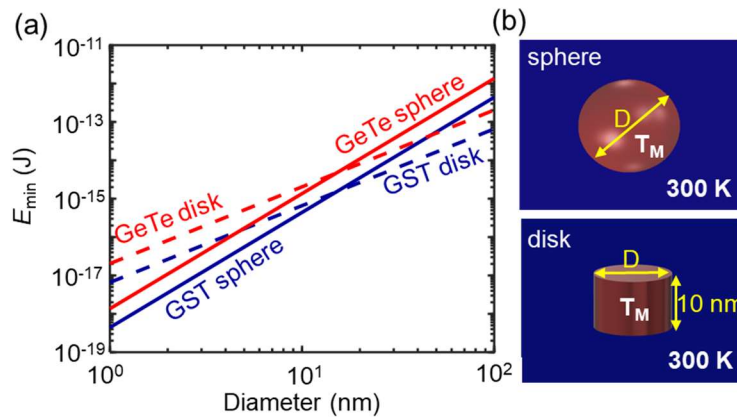 (a)
10⁻¹¹
10⁻¹³
10⁻¹⁵
10⁻¹⁷
10⁻¹⁹
E_min (J)
GeTe sphere
GeTe disk
GST disk
GST sphere
10⁰
10¹
10²
Diameter (nm)
(b)
sphere
D
T_M
300 K
disk
D
10 nm
T_M
300 K